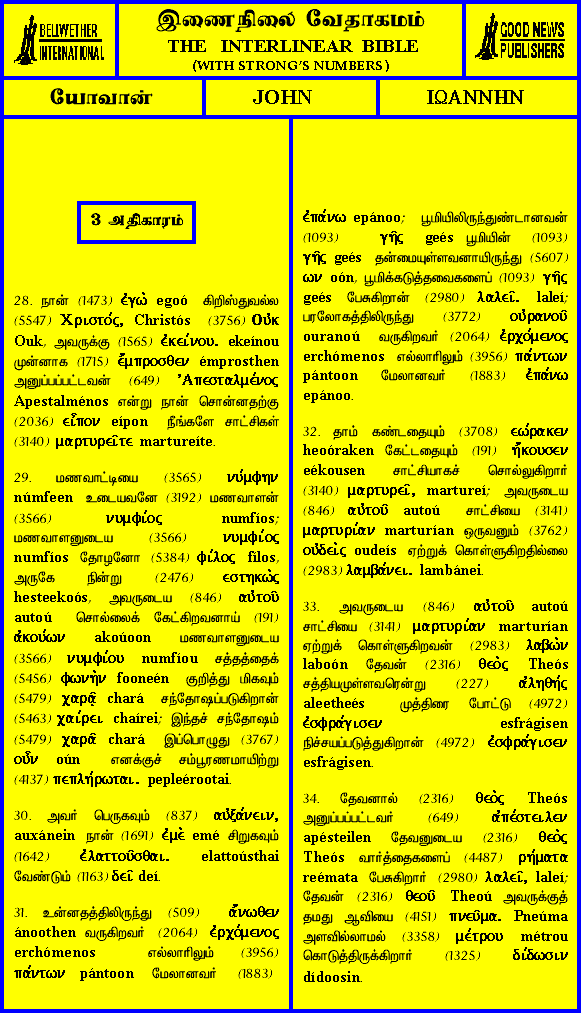 BELLWETHER
INTERNATIONAL
இணைநிலை வேதாகமம்
THE INTERLINEAR BIBLE
(WITH STRONG'S NUMBERS)
GOOD NEWS
PUBLISHERS
யோவான்
JOHN
ΙΩΑΝΝΗΝ
3 அதிகாரம்
28. நான் (1473) ἐγὼ egoó கிறிஸ்துவல்ல
(5547) Χριστός, Christós (3756) Οὐκ
Ouk, அவருக்கு (1565) ἐκείνου. ekeínou
முன்னாக (1715) ἔμπροσθεν émprosthen
அனுப்பப்பட்டவன் (649) Ἀπεσταλμένος
Apestalménos என்று நான் சொன்னதற்கு
(2036) εἶπον eípon நீங்களே சாட்சிகள்
(3140) μαρτυρεῖτε martureíte.
29. மணவாட்டியை (3565) νύμφην
númfeen உடையவனே (3192) மணவாளன்
(3566) νυμφίος numfíos;
மணவாளனுடைய (3566) νυμφίος
numfíos தோழனோ (5384) φίλος fílos,
அருகே நின்று (2476) εστηκὼς
hesteekoós, அவருடைய (846) αὐτοῦ
autoú சொல்லைக் கேட்கிறவனாய் (191)
ἀκούων akoúoon மணவாளனுடைய
(3566) νυμφίου numfíou சத்தத்தைக்
(5456) φωνὴν fooneén குறித்து மிகவும்
(5479) χαρᾷ chará சந்தோஷப்படுகிறான்
(5463) χαίρει chaírei; இந்தச் சந்தோஷம்
(5479) χαρᾶ chará இப்பொழுது (3767)
οὖν oún எனக்குச் சம்பூரணமாயிற்று
(4137) πεπλήρωται. pepleérootai.
30. அவர் பெருகவும் (837) αὐξάνειν,
auxánein நான் (1691) ἐμὲ emé சிறுகவும்
(1642) ἐλαττοῦσθαι. elattoústhai
வேண்டும் (1163) δεῖ deí.
31. உன்னதத்திலிருந்து (509) ἄνωθεν
ánoothen வருகிறவர் (2064) ἐρχόμενος
erchómenos எல்லாரிலும் (3956)
πάντων pántoon மேலானவர் (1883)
ἐπάνω epánoo; பூமியிலிருந்துண்டானவன்
(1093) γῆς geés பூமியின் (1093)
γῆς geés தன்மையுள்ளவனாயிருந்து (5607)
ων oón, பூமிக்கடுத்தவைகளைப் (1093) γῆς
geés பேசுகிறான் (2980) λαλεῖ. laleí;
பரலோகத்திலிருந்து (3772) οὐρανοῦ
ouranoú வருகிறவர் (2064) ἐρχόμενος
erchómenos எல்லாரிலும் (3956) πάντων
pántoon மேலானவர் (1883) ἐπάνω
epánoo.
32. தாம் கண்டதையும் (3708) εώρακεν
heoóraken கேட்டதையும் (191) ἤκουσεν
eékousen சாட்சியாகச் சொல்லுகிறார்
(3140) μαρτυρεῖ, martureí; அவருடைய
(846) αὐτοῦ autoú சாட்சியை (3141)
μαρτυρίαν marturían ஒருவனும் (3762)
οὐδεὶς oudeís ஏற்றுக் கொள்ளுகிறதில்லை
(2983) λαμβάνει. lambánei.
33. அவருடைய (846) αὐτοῦ autoú
சாட்சியை (3141) μαρτυρίαν marturían
ஏற்றுக் கொள்ளுகிறவன் (2983) λαβὼν
laboón தேவன் (2316) θεὸς Theós
சத்தியமுள்ளவரென்று (227) ἀληθής
aleetheés முத்திரை போட்டு (4972)
ἐσφράγισεν esfrágisen
நிச்சயப்படுத்துகிறான் (4972) ἐσφράγισεν
esfrágisen.
34. தேவனால் (2316) θεὸς Theós
அனுப்பப்பட்டவர் (649) ἀπέστειλεν
apésteilen தேவனுடைய (2316) θεὸς
Theós வார்த்தைகளைப் (4487) ρήματα
reémata பேசுகிறார் (2980) λαλεῖ, laleí;
தேவன் (2316) θεοῦ Theoú அவருக்குத்
தமது ஆவியை (4151) πνεῦμα. Pneúma
அளவில்லாமல் (3358) μέτρου métrou
கொடுத்திருக்கிறார் (1325) δίδωσιν
dídoosin.